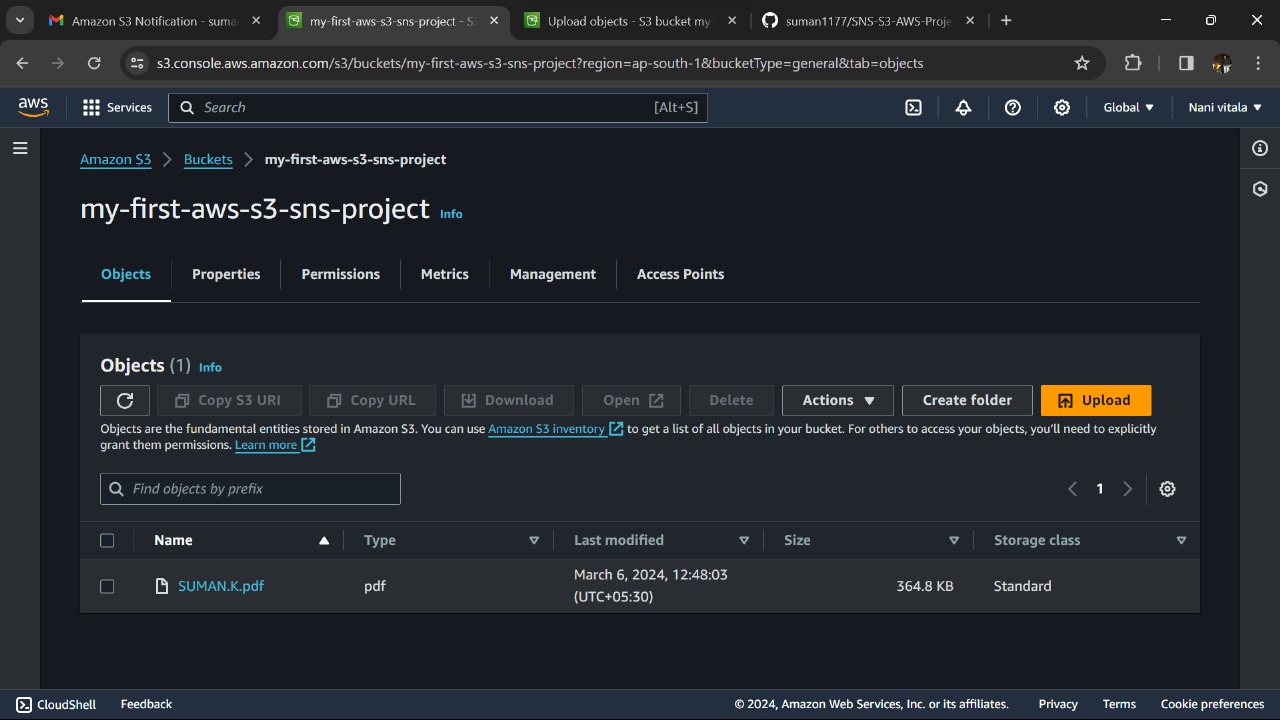 Amazon S3 Notification - suma
my-first-aws-s3-sns-project - S
Upload objects - S3 bucket my
suman1177/SNS-S3-AWS-Proje
s3.console.aws.amazon.com/s3/buckets/my-first-aws-s3-sns-project?region=ap-south-1&bucketType=general&tab=objects
aws
Services
Search
[Alt+S]
Global
Nani vitala
Amazon S3
Buckets
my-first-aws-s3-sns-project
my-first-aws-s3-sns-project Info
Objects
Properties
Permissions
Metrics
Management
Access Points
Objects (1) Info
Copy S3 URI
Copy URL
Download
Open
Delete
Actions
Create folder
Upload
Objects are the fundamental entities stored in Amazon S3. You can use Amazon S3 inventory to get a list of all objects in your bucket. For others to access your objects, you'll need to explicitly
grant them permissions. Learn more
Find objects by prefix
1
Name
Type
Last modified
Size
Storage class
SUMAN.K.pdf
pdf
March 6, 2024, 12:48:03
(UTC+05:30)
364.8 KB
Standard
CloudShell
Feedback
© 2024, Amazon Web Services, Inc. or its affiliates.
Privacy
Terms
Cookie preferences